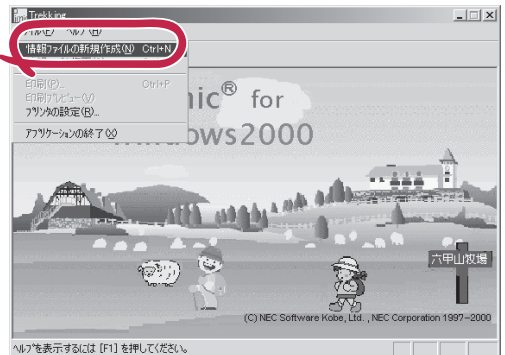 Trekking
ファイル(F) ヘルプ(H)
情報ファイルの新規作成(N) Ctrl+N
印刷(P)... Ctrl+P
印刷プレビュー(V)
プリンタの設定(R)...
アプリケーションの終了(X)
nic® for
Windows2000
六甲山牧場
(C) NEC Software Kobe, Ltd. , NEC Corporation 1997-2000
ヘルプを表示するには [F1] を押してください。